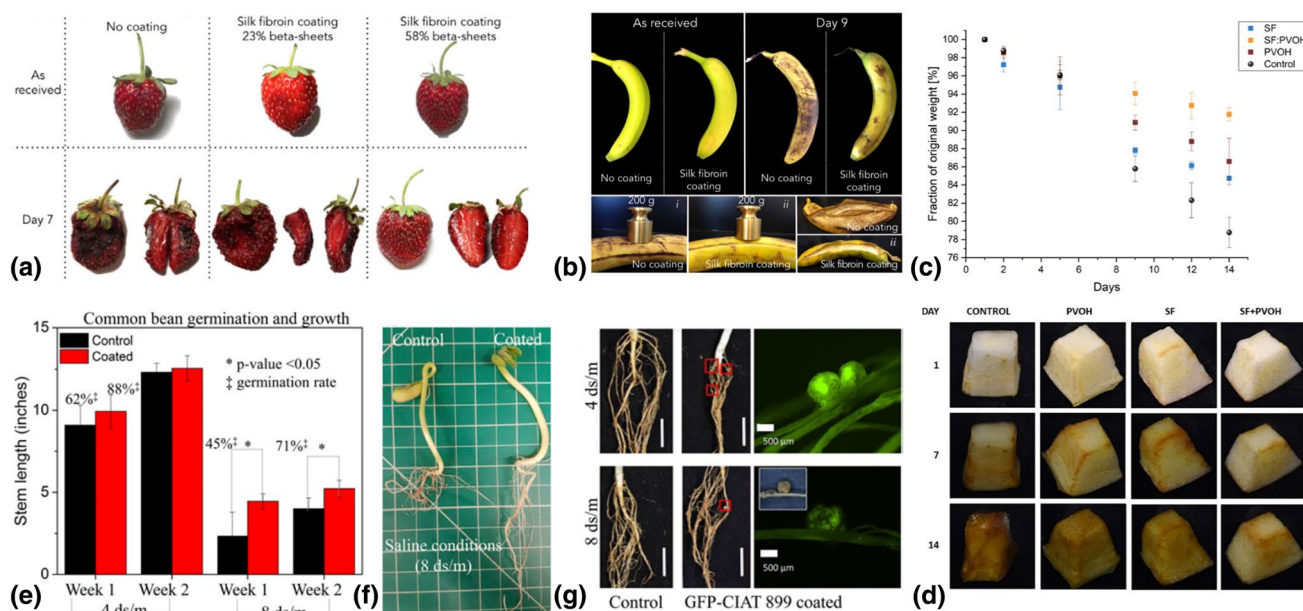 No coating
Silk fibroin coating
23% beta-sheets
Silk fibroin coating
58% beta-sheets
As
received
Day 7
(a)
As received
Day 9
No coating
Silk fibroin
coating
No coating
Silk fibroin
coating
200 g
i
No coating
200 g
ii
Silk fibroin coating
i
No coating
ii
Silk fibroin coating
(b)
SF
SF:PVOH
PVOH
Control
Fraction of original weight [%]
100
98
96
94
92
90
88
86
84
82
80
78
76
0
2
4
6
8
10
12
14
Days
(c)
Common bean germination and growth
Control
Coated
* p-value <0.05
‡ germination rate
62%‡
88%‡
45%‡
*
71%‡
*
Stem length (inches)
15
10
5
0
Week 1
Week 2
Week 1
Week 2
4 ds/m
8 ds/m
(e)
Control
Coated
Saline conditions
(8 ds/m)
(f)
4 ds/m
8 ds/m
500 µm
500 µm
Control
GFP-CIAT 899 coated
(g)
DAY
CONTROL
PVOH
SF
SF+PVOH
1
7
14
(d)